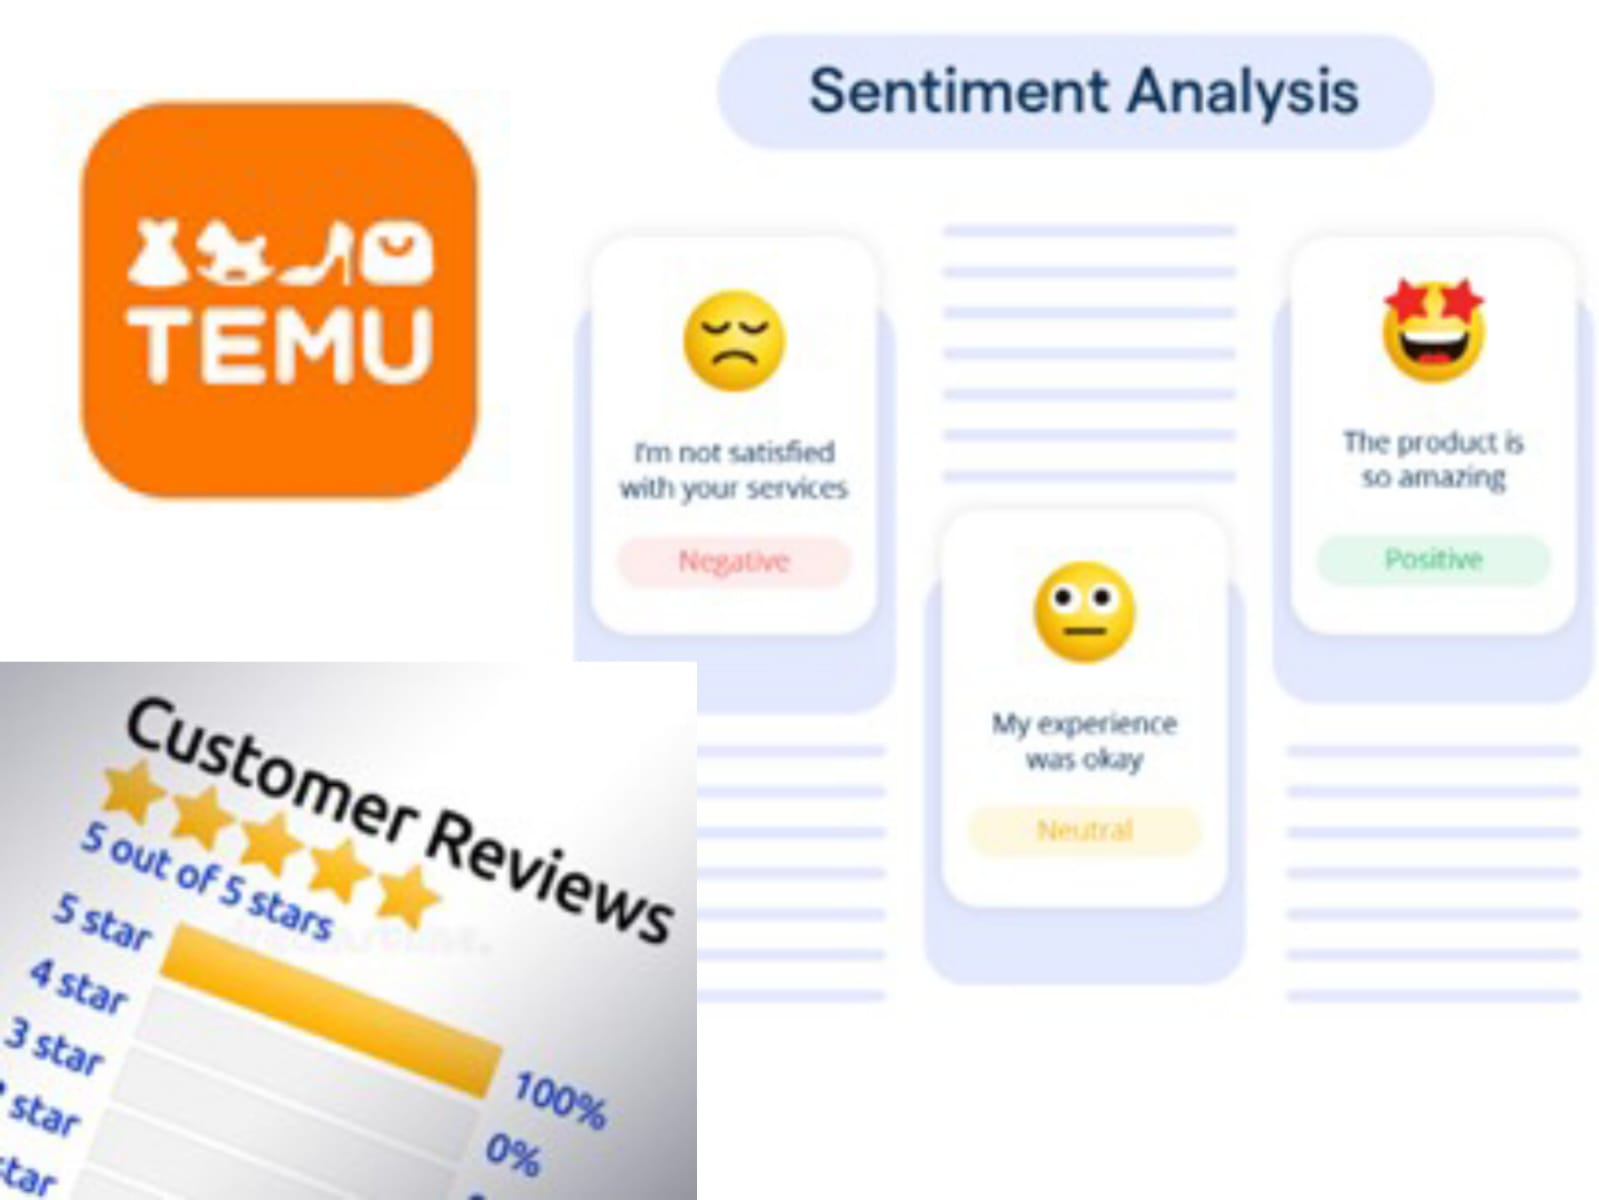 TEMU
Sentiment Analysis
I'm not satisfied
with your services
Negative
My experience
was okay
Neutral
The product is
so amazing
Positive
Customer Reviews
5 out of 5 stars
5 star
100%
4 star
0%
3 star
star
star